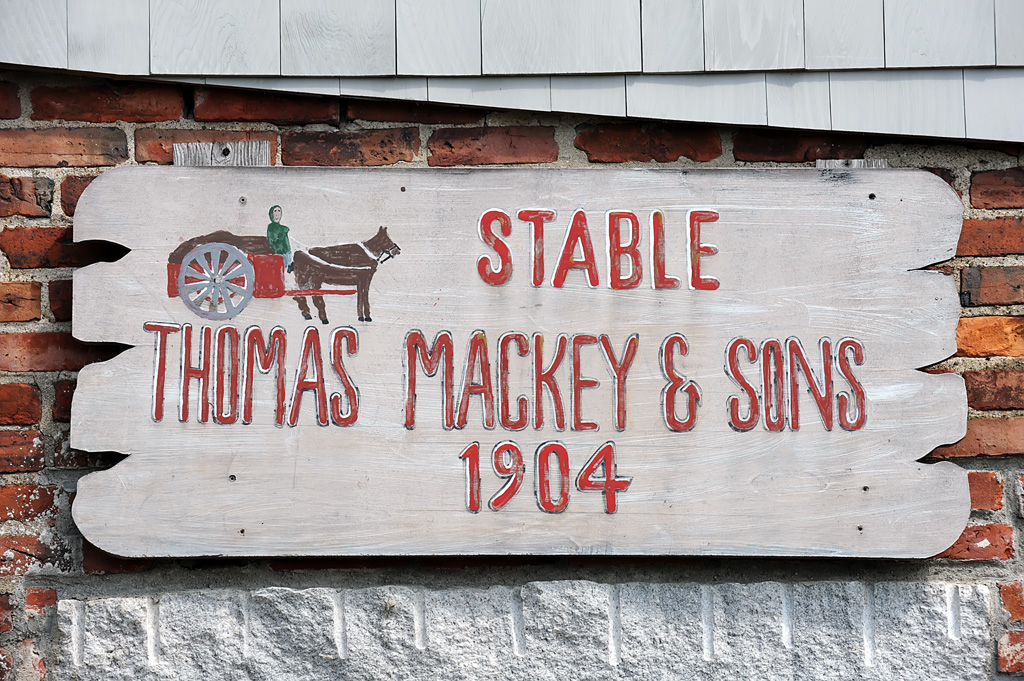 STABLE
THOMAS MACKEY & SONS
1904